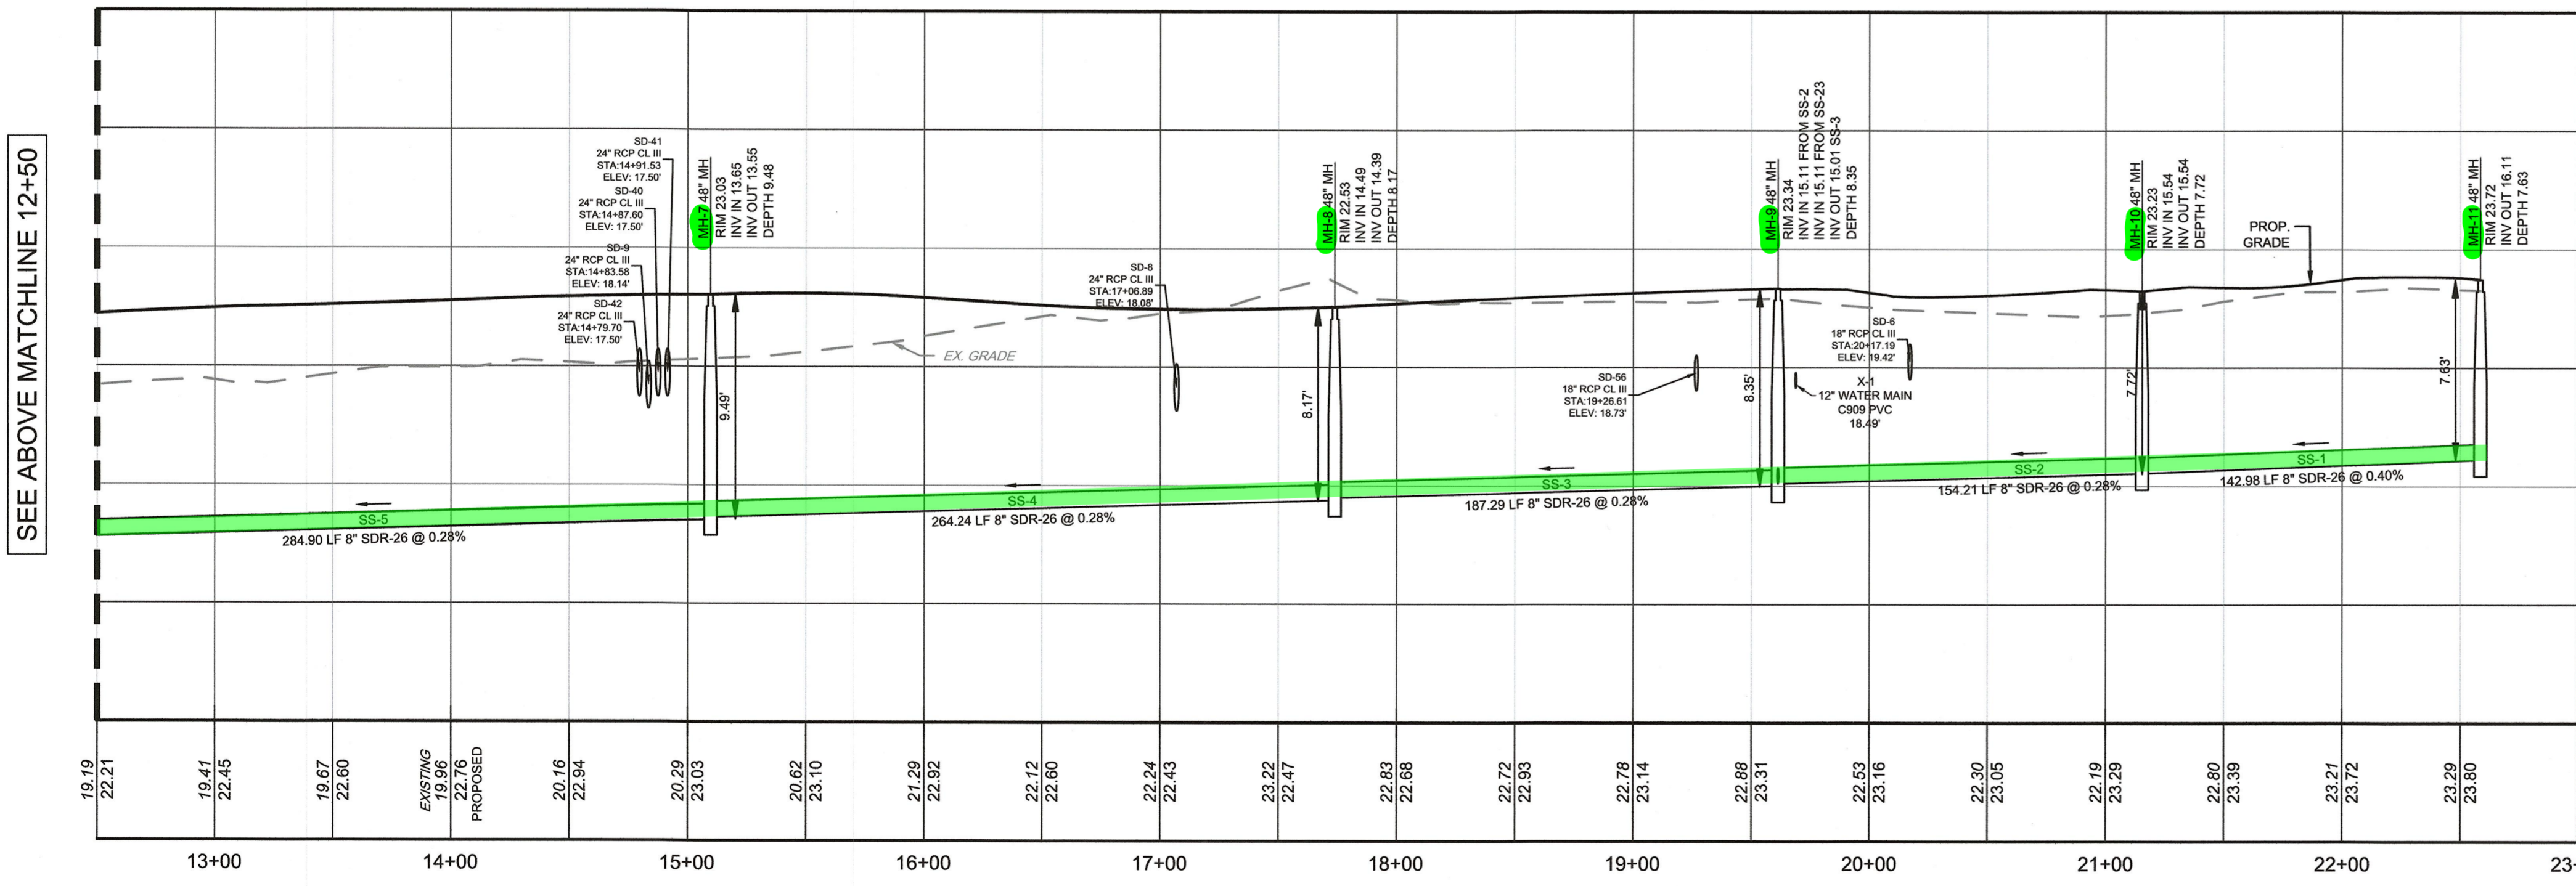 SEE ABOVE MATCHLINE 12+50
SD-41
24" RCP CL III
STA:14+91.53
ELEV: 17.50'
SD-40
24" RCP CL III
STA:14+87.60
ELEV: 17.50'
SD-9
24" RCP CL III
STA:14+83.58
ELEV: 18.14'
SD-42
24" RCP CL III
STA:14+79.70
ELEV: 17.50'
MH-7 48" MH
RIM 23.03
INV IN 13.65
INV OUT 13.55
DEPTH 9.48
9.49'
EX. GRADE
SD-8
24" RCP CL III
STA:17+06.89
ELEV: 18.08'
MH-8 48" MH
RIM 22.53
INV IN 14.49
INV OUT 14.39
DEPTH 8.17
8.17'
SD-56
18" RCP CL III
STA:19+26.61
ELEV: 18.73'
MH-9 48" MH
RIM 23.34
INV IN 15.11 FROM SS-2
INV IN 15.11 FROM SS-23
INV OUT 15.01 SS-3
DEPTH 8.35
8.35'
X-1
12" WATER MAIN
C909 PVC
18.49'
SD-6
18" RCP CL III
STA:20+17.19
ELEV: 19.42'
MH-10 48" MH
RIM 23.23
INV IN 15.54
INV OUT 15.54
DEPTH 7.72
7.72'
PROP.
GRADE
MH-11 48" MH
RIM 23.72
INV OUT 16.11
DEPTH 7.63
7.63'
SS-5
284.90 LF 8" SDR-26 @ 0.28%
SS-4
264.24 LF 8" SDR-26 @ 0.28%
SS-3
187.29 LF 8" SDR-26 @ 0.28%
SS-2
154.21 LF 8" SDR-26 @ 0.28%
SS-1
142.98 LF 8" SDR-26 @ 0.40%
19.19
22.21
19.41
22.45
19.67
22.60
EXISTING
19.96
22.76
PROPOSED
20.16
22.94
20.29
23.03
20.62
23.10
21.29
22.92
22.12
22.60
22.24
22.43
23.22
22.47
22.83
22.68
22.72
22.93
22.78
23.14
22.88
23.31
22.53
23.16
22.30
23.05
22.19
23.29
22.80
23.39
23.21
23.72
23.29
23.80
13+00
14+00
15+00
16+00
17+00
18+00
19+00
20+00
21+00
22+00